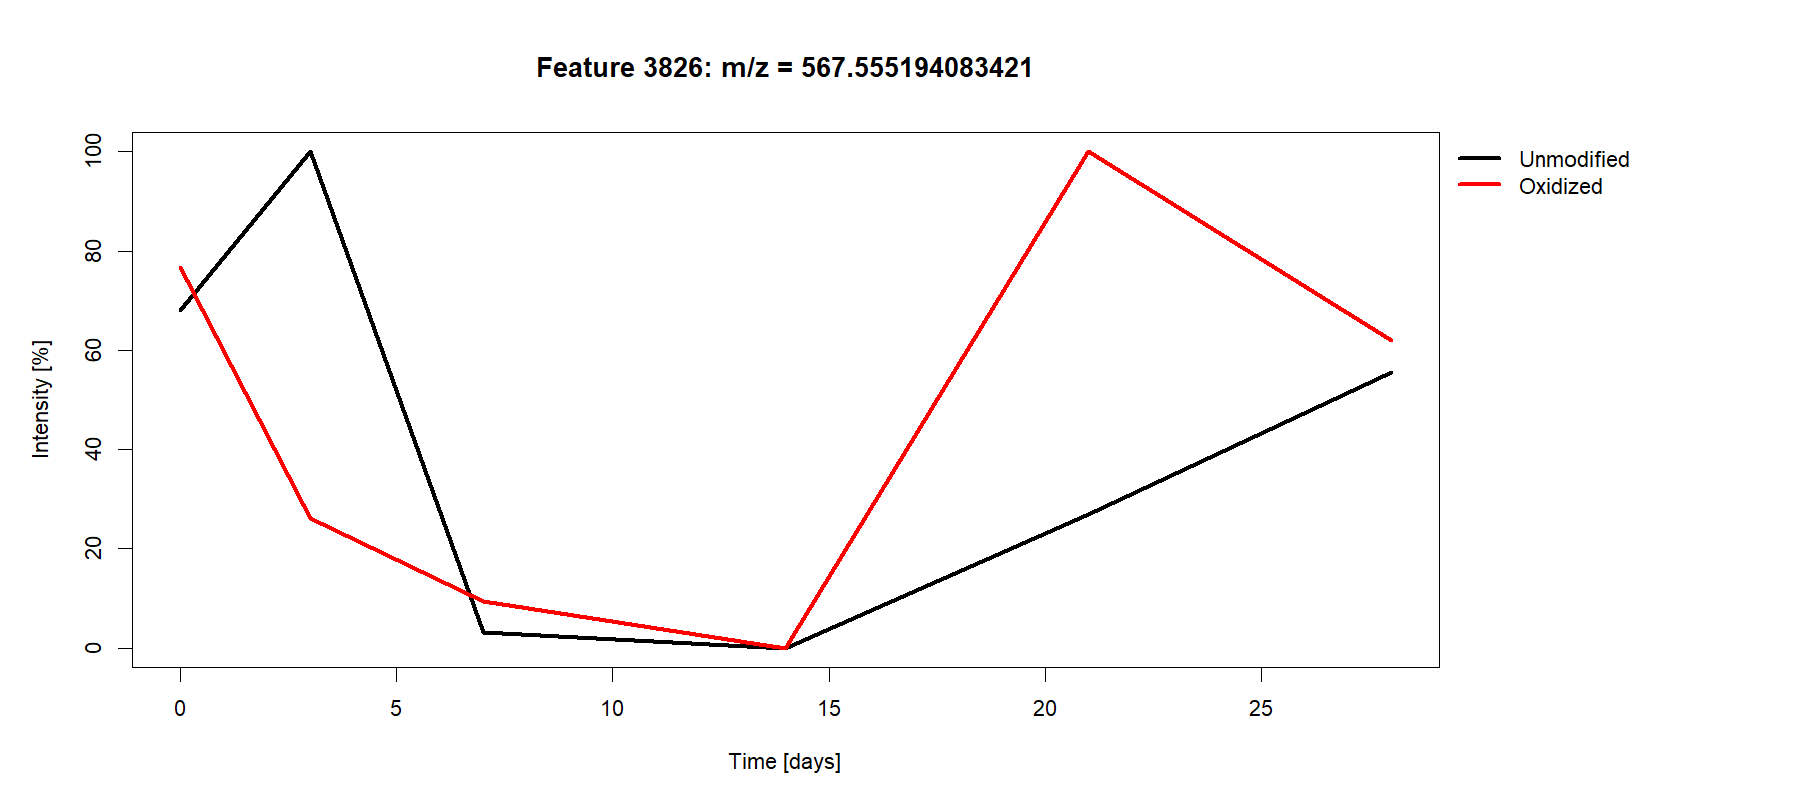 Feature 3826: m/z = 567.555194083421
Unmodified
Oxidized
100
80
60
40
20
0
Intensity [%]
0 5 10 15 20 25
Time [days]